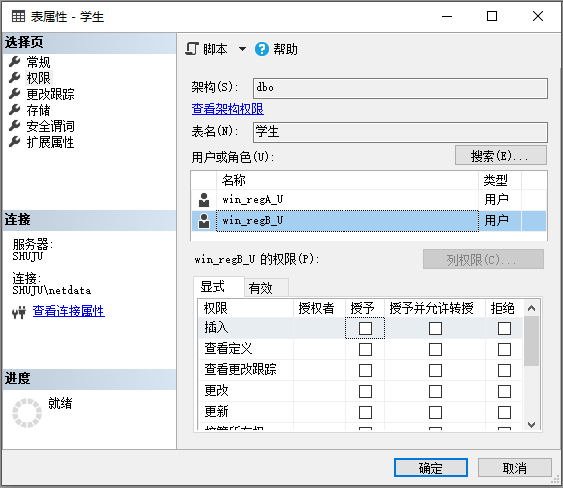 表属性 - 学生
选择页
常规
权限
更改跟踪
存储
安全谓词
扩展属性
连接
服务器:
SHUJU
连接:
SHUJU\netdata
查看连接属性
进度
就绪
脚本 帮助
架构(S): dbo
查看架构权限
表名(N): 学生
用户或角色(U): 搜索(E)...
名称 类型
win_regA_U 用户
win_regB_U 用户
win_regB_U 的权限(P): 列权限(C)...
显式 有效
权限 授权者 授予 授予并允许转授 拒绝
插入
查看定义
查看更改跟踪
更改
更新
确定 取消